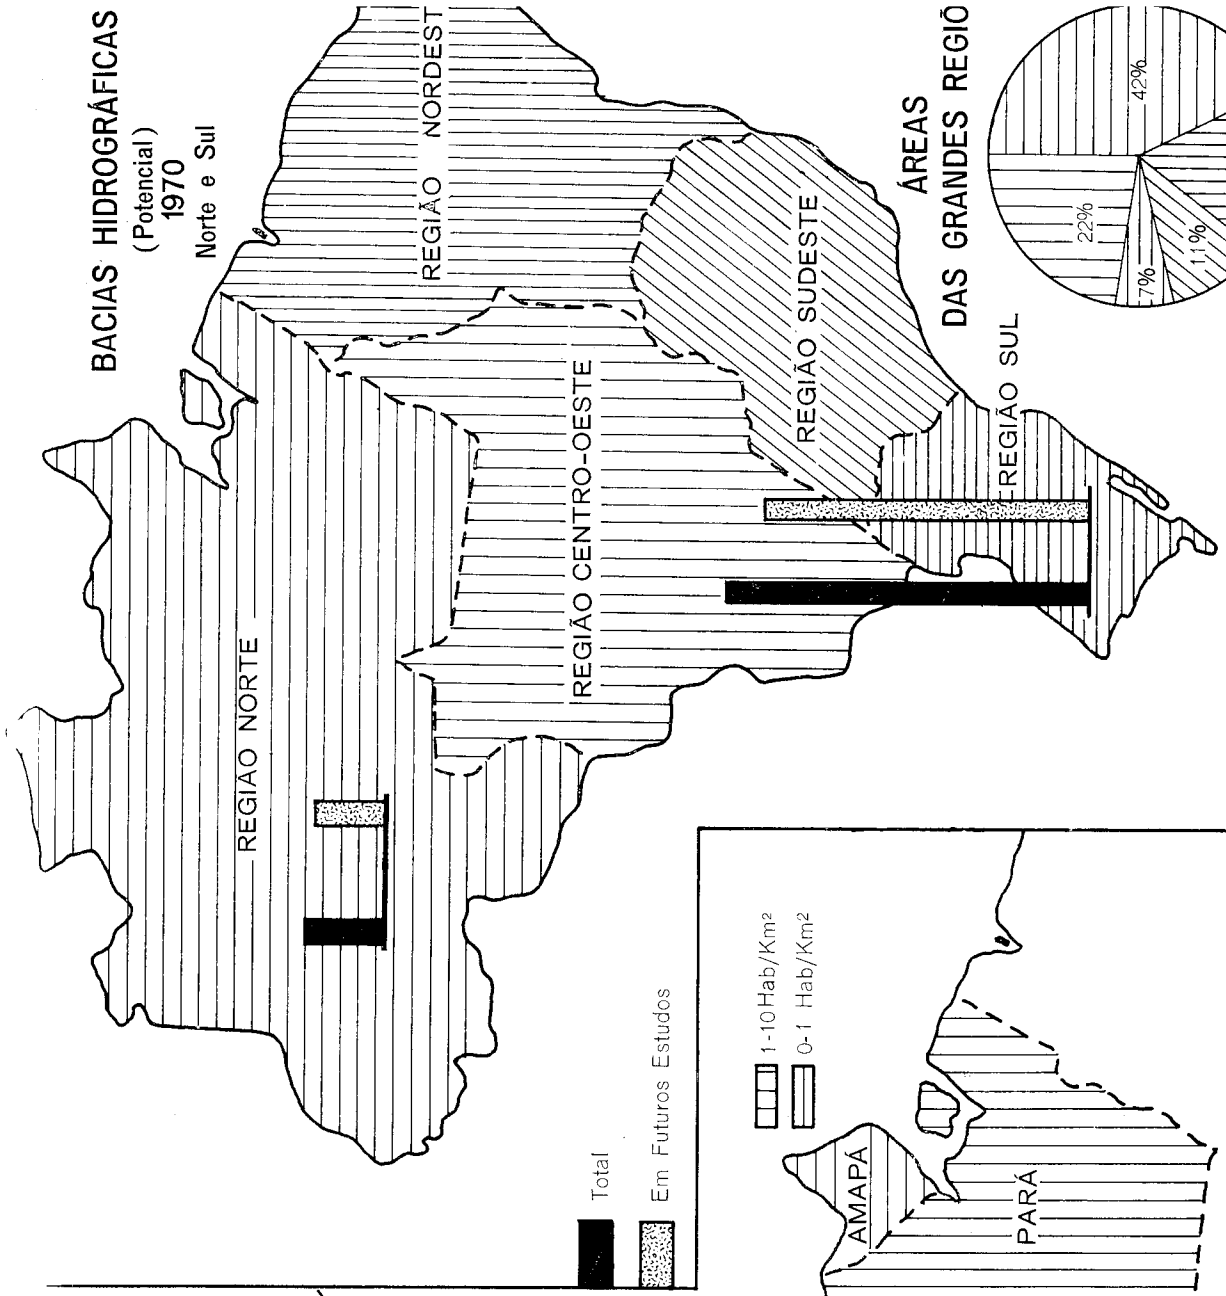 BACIAS HIDROGRÁFICAS
(Potencial)
1970
Norte e Sul
REGIÃO NORDEST
REGIAO NORTE
REGIÃO CENTRO-OESTE
REGIÃO SUDESTE
REGIÃO SUL
ÁREAS
DAS GRANDES REGIÕ
42%
22%
7%
11%
Total
Em Futuros Estudos
1-10 Hab/Km²
0-1 Hab/Km²
AMAPÁ
PARÁ